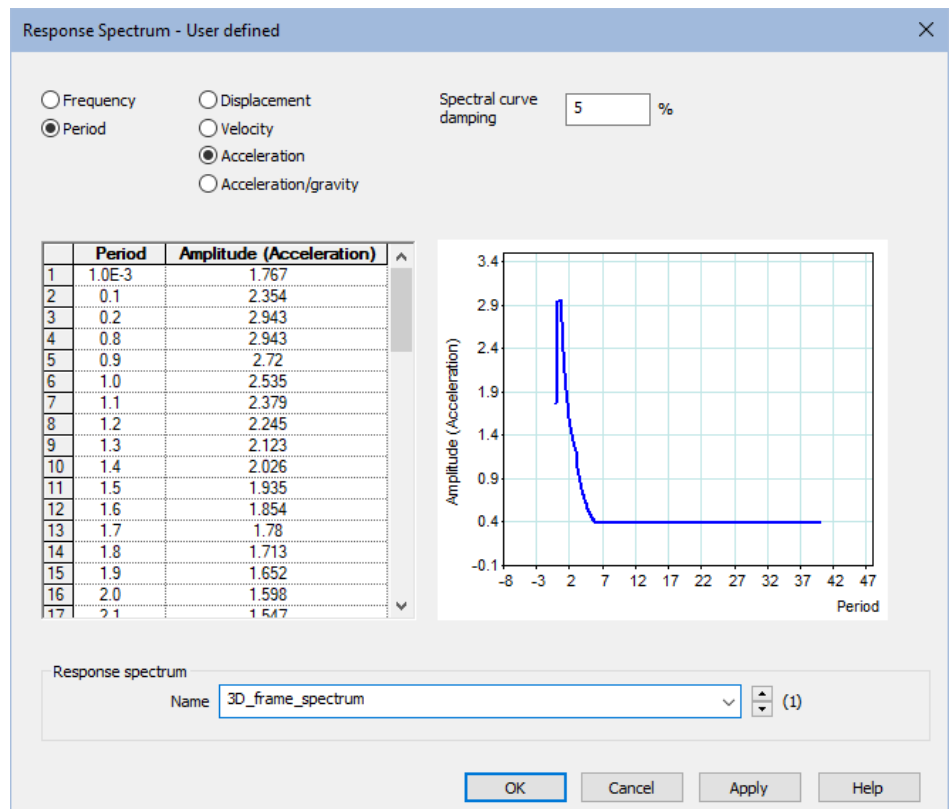 Response Spectrum - User defined
Frequency
Period
Displacement
Velocity
Acceleration
Acceleration/gravity
Spectral curve
damping
5 %
Period Amplitude (Acceleration)
1 1.0E-3 1.767
2 0.1 2.354
3 0.2 2.943
4 0.8 2.943
5 0.9 2.72
6 1.0 2.535
7 1.1 2.379
8 1.2 2.245
9 1.3 2.123
10 1.4 2.026
11 1.5 1.935
12 1.6 1.854
13 1.7 1.78
14 1.8 1.713
15 1.9 1.652
16 2.0 1.598
17 2.1 1.547
Amplitude (Acceleration)
3.4
2.9
2.4
1.9
1.4
0.9
0.4
-0.1
-8 -3 2 7 12 17 22 27 32 37 42 47
Period
Response spectrum
Name 3D_frame_spectrum (1)
OK Cancel Apply Help